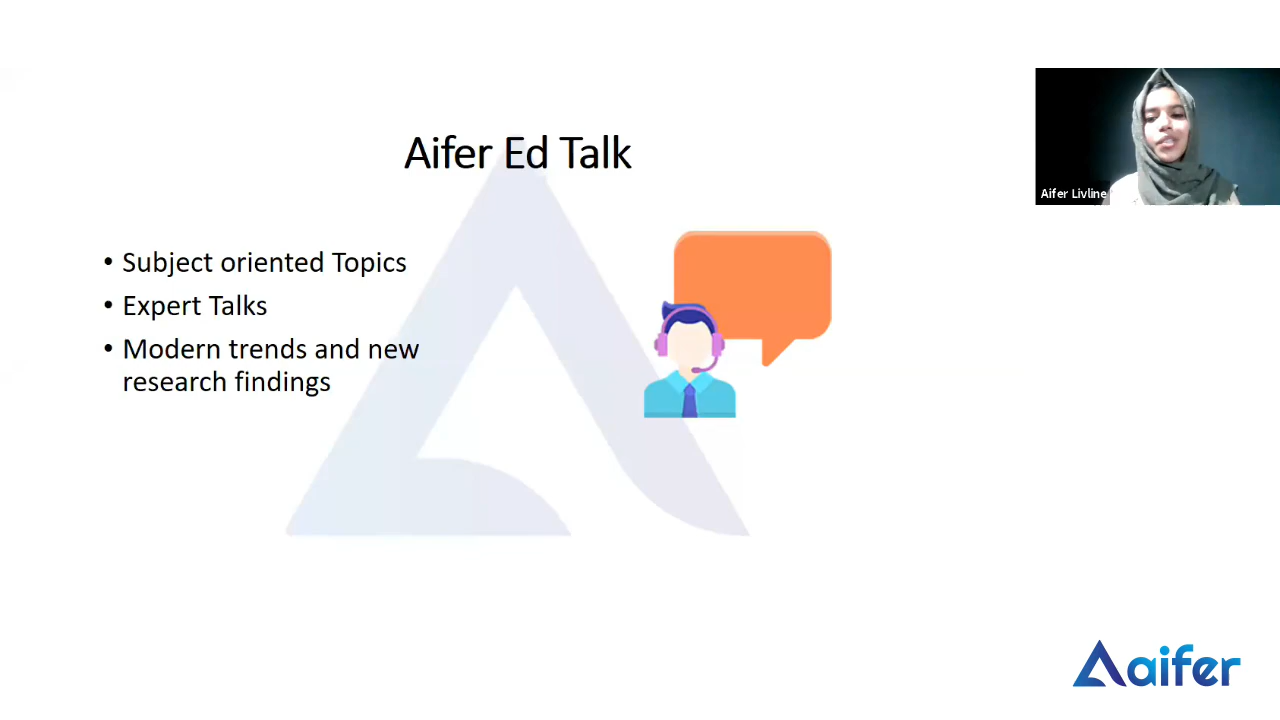 Aifer Ed Talk
• Subject oriented Topics
• Expert Talks
• Modern trends and new
research findings
Aifer Livline
aifer